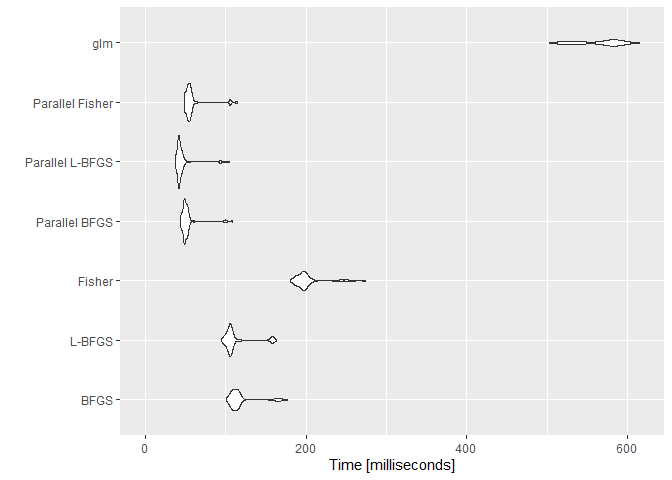 glm
Parallel Fisher
Parallel L-BFGS
Parallel BFGS
Fisher
L-BFGS
BFGS
0 200 400 600
Time [milliseconds]